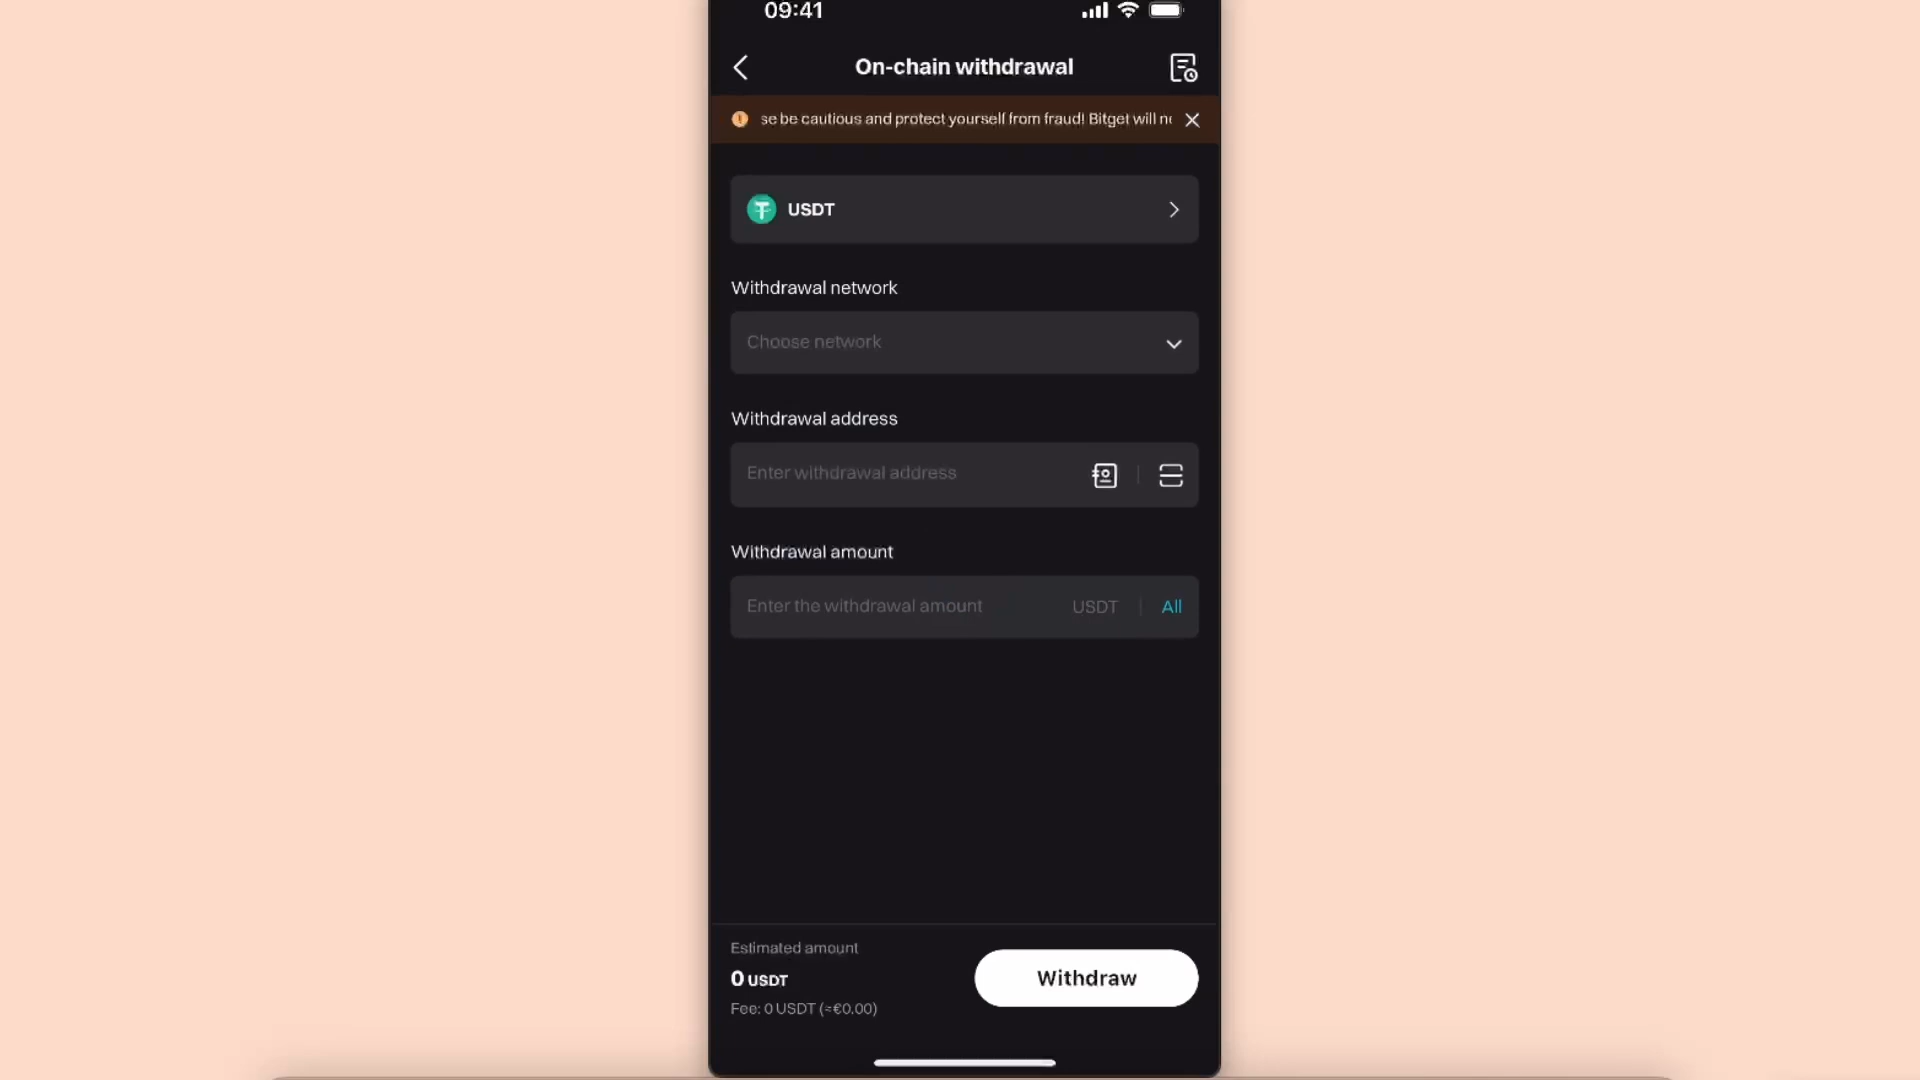 09:41
On-chain withdrawal
se be cautious and protect yourself from fraud! Bitget will
USDT
Withdrawal network
Choose network
Withdrawal address
Enter withdrawal address
Withdrawal amount
Enter the withdrawal amount USDT All
Estimated amount
0 USDT
Withdraw
Fee: 0 USDT (≈€0.00)